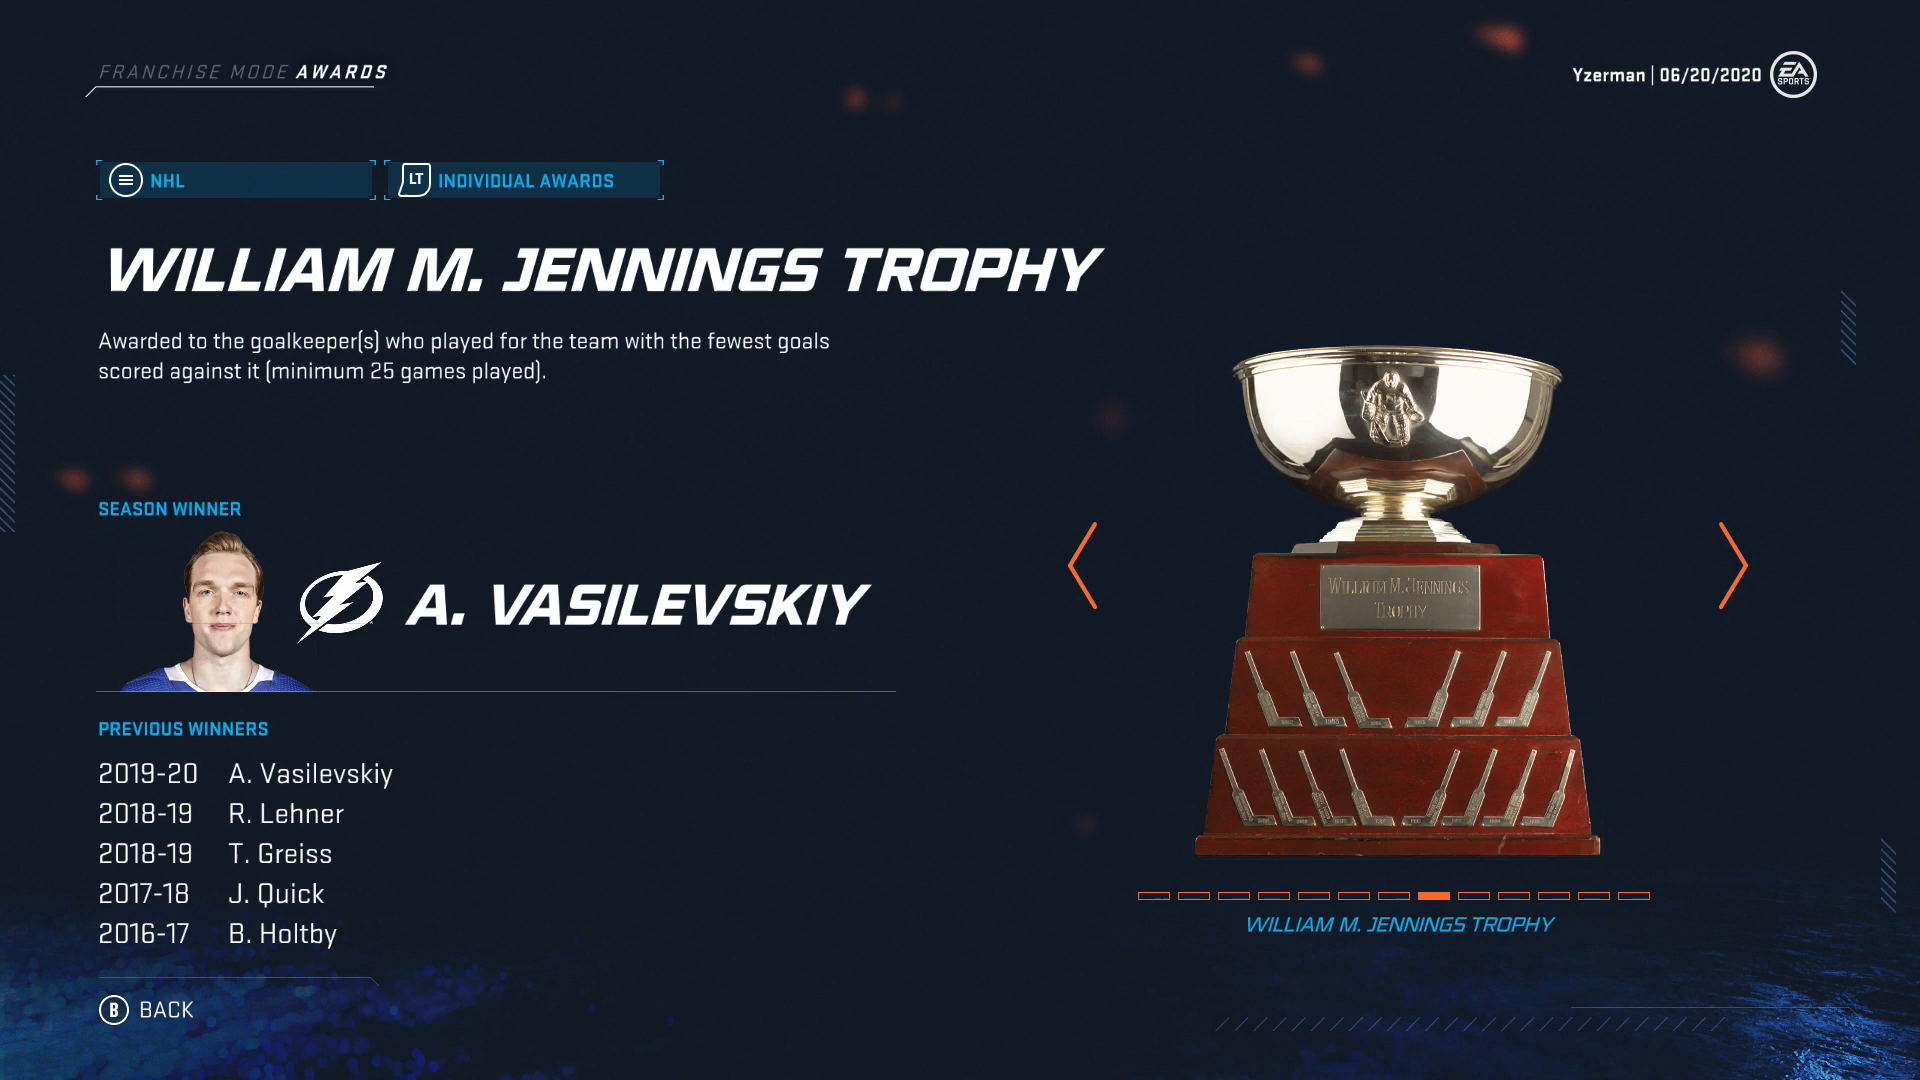 FRANCHISE MODE AWARDS
Yzerman | 06/20/2020
EA SPORTS
NHL
LT INDIVIDUAL AWARDS
WILLIAM M. JENNINGS TROPHY
Awarded to the goalkeeper(s) who played for the team with the fewest goals
scored against it (minimum 25 games played).
SEASON WINNER
A. VASILEVSKIY
PREVIOUS WINNERS
2019-20 A. Vasilevskiy
2018-19 R. Lehner
2018-19 T. Greiss
2017-18 J. Quick
2016-17 B. Holtby
B BACK
WILLIAM M. JENNINGS
TROPHY
WILLIAM M. JENNINGS TROPHY